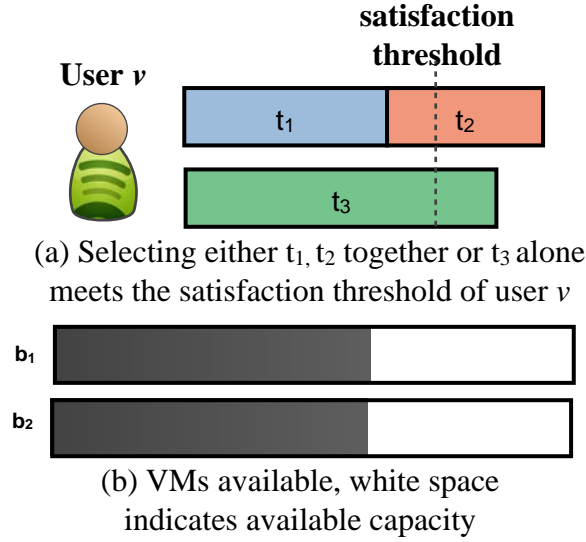 satisfaction
threshold
User v
t₁ t₂
t₃
(a) Selecting either t₁, t₂ together or t₃ alone
meets the satisfaction threshold of user v
b₁
b₂
(b) VMs available, white space
indicates available capacity